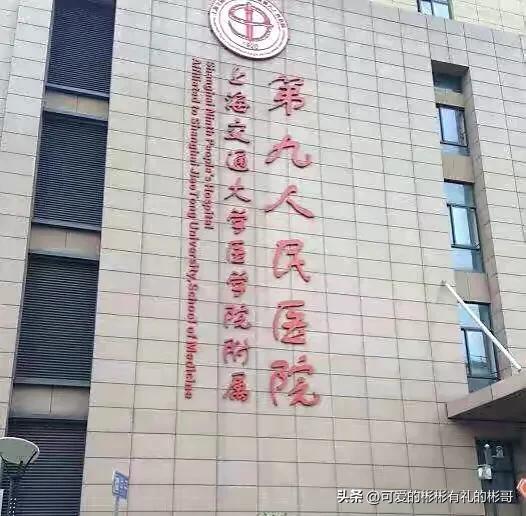 第九人民医院
上海交通大学医学院附属
Shanghai Ninth People's Hospital
Affiliated to Shanghai JiaoTong University School of Medicine
头条 @可爱的彬彬有礼的彬哥